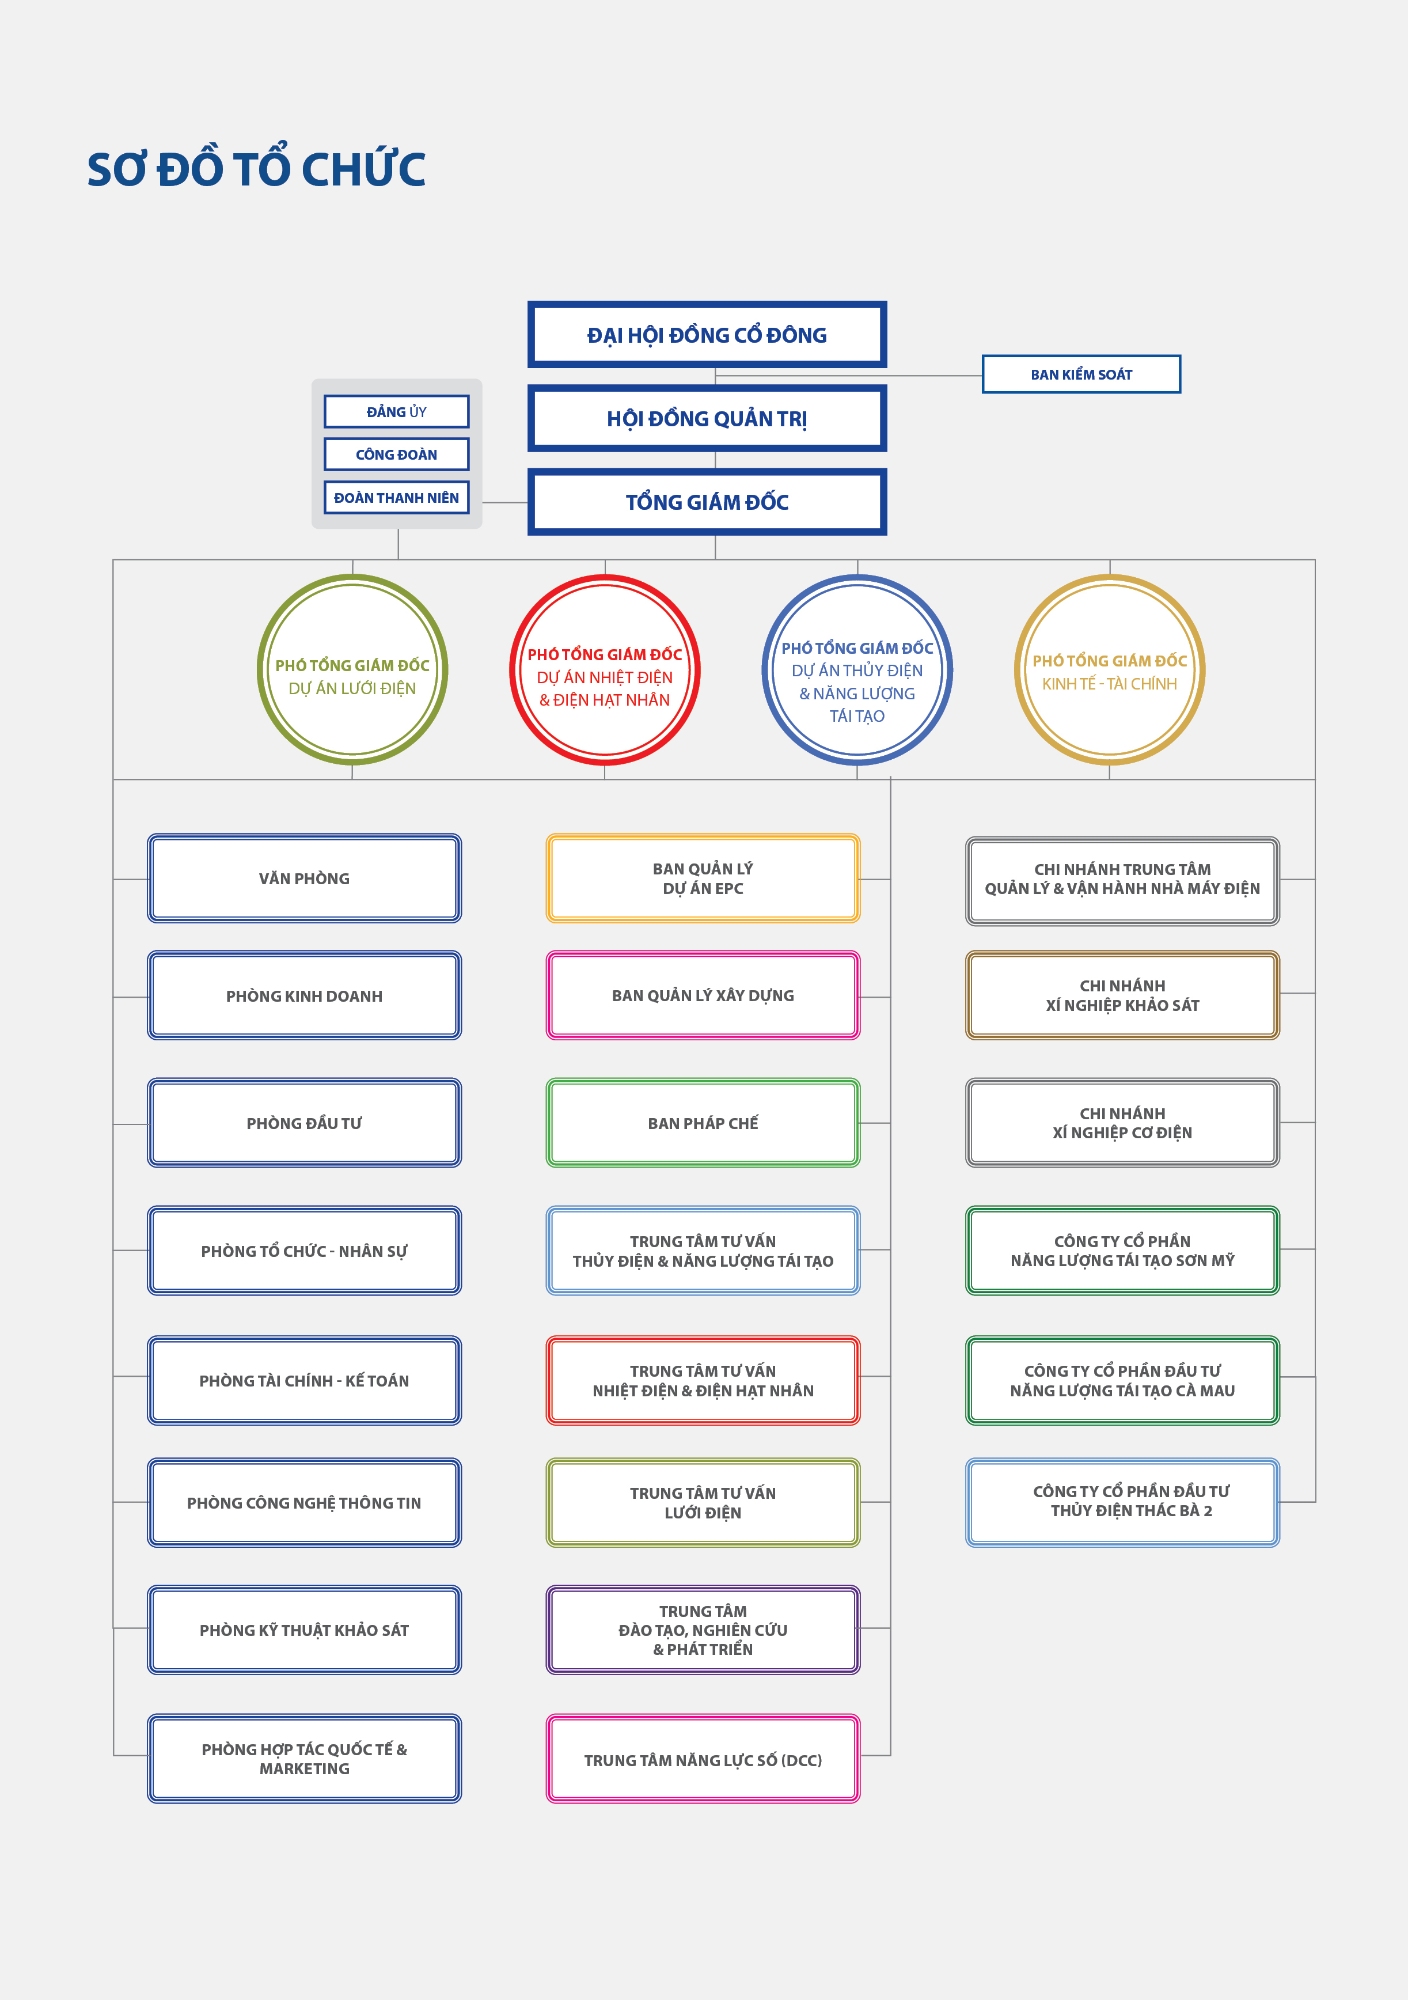 SƠ ĐỒ TỔ CHỨC
ĐẠI HỘI ĐỒNG CỔ ĐÔNG
BAN KIỂM SOÁT
HỘI ĐỒNG QUẢN TRỊ
TỔNG GIÁM ĐỐC
ĐẢNG ỦY
CÔNG ĐOÀN
ĐOÀN THANH NIÊN
PHÓ TỔNG GIÁM ĐỐC
DỰ ÁN LƯỚI ĐIỆN
PHÓ TỔNG GIÁM ĐỐC
DỰ ÁN NHIỆT ĐIỆN
& ĐIỆN HẠT NHÂN
PHÓ TỔNG GIÁM ĐỐC
DỰ ÁN THỦY ĐIỆN
& NĂNG LƯỢNG
TÁI TẠO
PHÓ TỔNG GIÁM ĐỐC
KINH TẾ - TÀI CHÍNH
VĂN PHÒNG
PHÒNG KINH DOANH
PHÒNG ĐẦU TƯ
PHÒNG TỔ CHỨC - NHÂN SỰ
PHÒNG TÀI CHÍNH - KẾ TOÁN
PHÒNG CÔNG NGHỆ THÔNG TIN
PHÒNG KỸ THUẬT KHẢO SÁT
PHÒNG HỢP TÁC QUỐC TẾ &
MARKETING
BAN QUẢN LÝ
DỰ ÁN EPC
BAN QUẢN LÝ XÂY DỰNG
BAN PHÁP CHẾ
TRUNG TÂM TƯ VẤN
THỦY ĐIỆN & NĂNG LƯỢNG TÁI TẠO
TRUNG TÂM TƯ VẤN
NHIỆT ĐIỆN & ĐIỆN HẠT NHÂN
TRUNG TÂM TƯ VẤN
LƯỚI ĐIỆN
TRUNG TÂM
ĐÀO TẠO, NGHIÊN CỨU
& PHÁT TRIỂN
TRUNG TÂM NĂNG LỰC SỐ (DCC)
CHI NHÁNH TRUNG TÂM
QUẢN LÝ & VẬN HÀNH NHÀ MÁY ĐIỆN
CHI NHÁNH
XÍ NGHIỆP KHẢO SÁT
CHI NHÁNH
XÍ NGHIỆP CƠ ĐIỆN
CÔNG TY CỔ PHẦN
NĂNG LƯỢNG TÁI TẠO SƠN MỸ
CÔNG TY CỔ PHẦN ĐẦU TƯ
NĂNG LƯỢNG TÁI TẠO CÀ MAU
CÔNG TY CỔ PHẦN ĐẦU TƯ
THỦY ĐIỆN THÁC BÀ 2